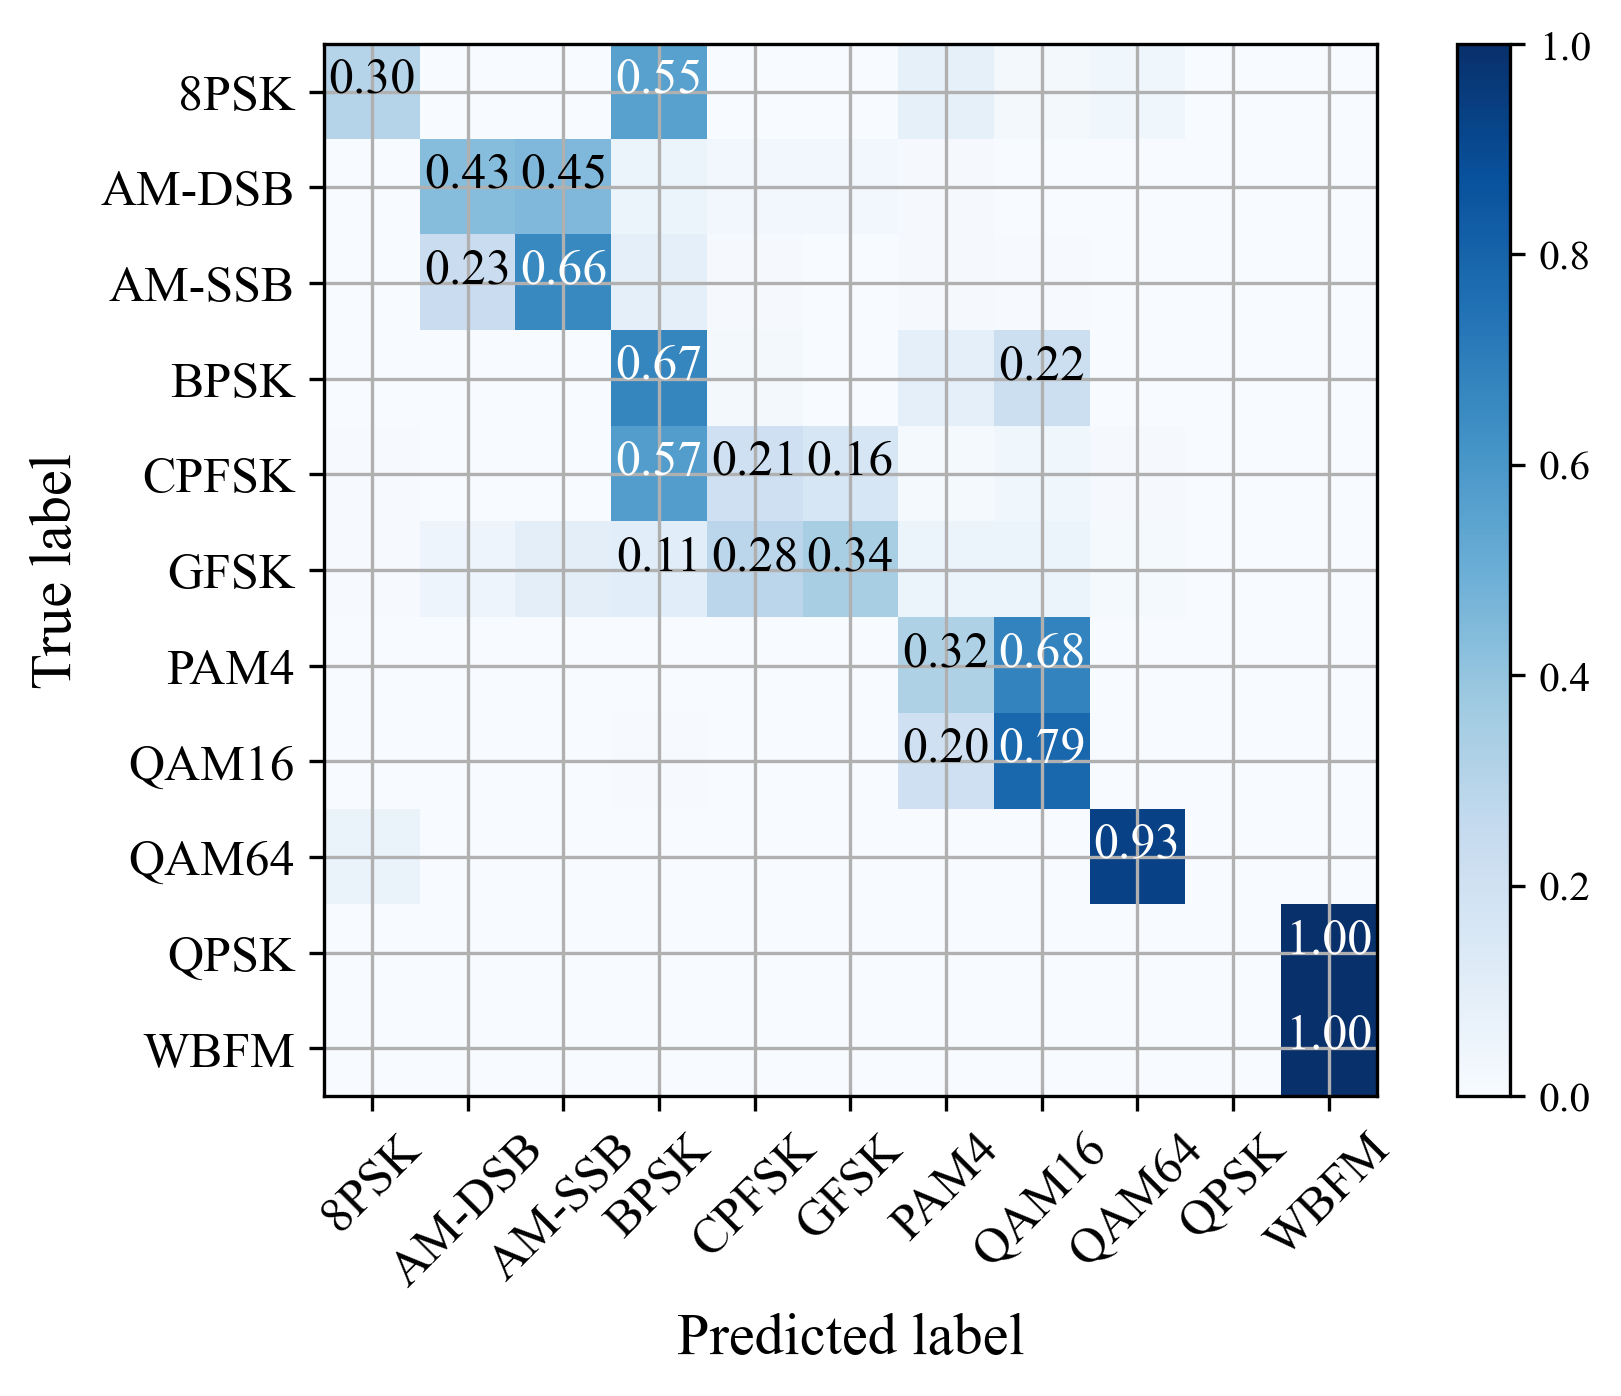 8PSK 0.30 0.55
AM-DSB 0.43 0.45
AM-SSB 0.23 0.66
BPSK 0.67 0.22
CPFSK 0.57 0.21 0.16
GFSK 0.11 0.28 0.34
PAM4 0.32 0.68
QAM16 0.20 0.79
QAM64 0.93
QPSK 1.00
WBFM 1.00
True label
8PSK AM-DSB AM-SSB BPSK CPFSK GFSK PAM4 QAM16 QAM64 QPSK WBFM
Predicted label
1.0
0.8
0.6
0.4
0.2
0.0